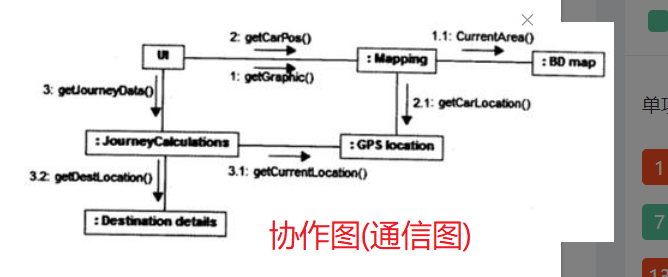 2: getCarPos()
1.1: CurrentArea()
UI
: Mapping
: BD map
1: getGraphic()
3: getJourneyData()
2.1: getCarLocation()
: JourneyCalculations
: GPS location
3.2: getDestLocation()
3.1: getCurrentLocation()
: Destination details
协作图(通信图)
1
7